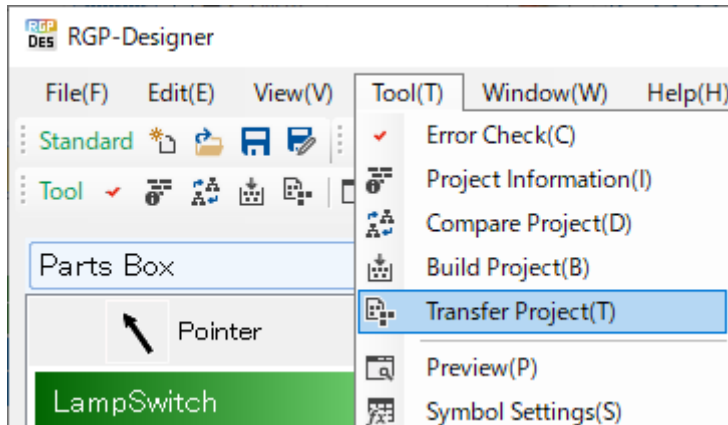 RGP DES RGP-Designer
File(F) Edit(E) View(V) Tool(T) Window(W) Help(H)
Standard
Error Check(C)
Project Information(I)
Tool
Compare Project(D)
Build Project(B)
Parts Box
Transfer Project(T)
Pointer
Preview(P)
LampSwitch
Symbol Settings(S)